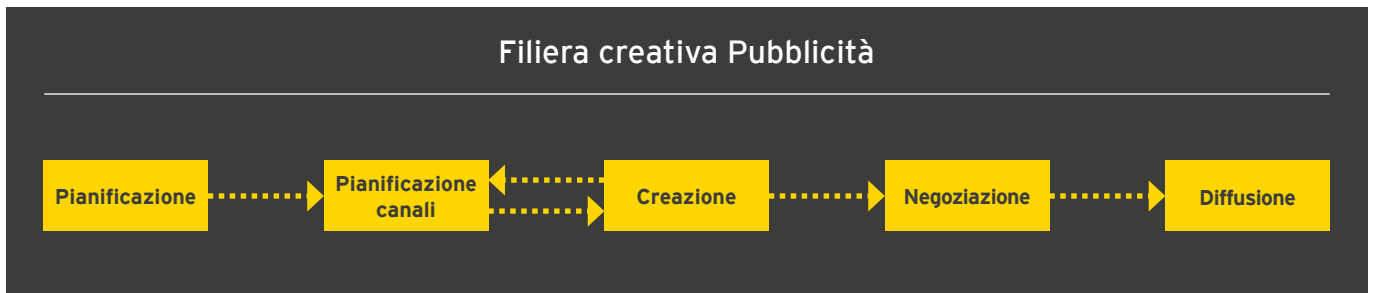 Filiera creativa Pubblicità
Pianificazione
Pianificazione
canali
Creazione
Negoziazione
Diffusione